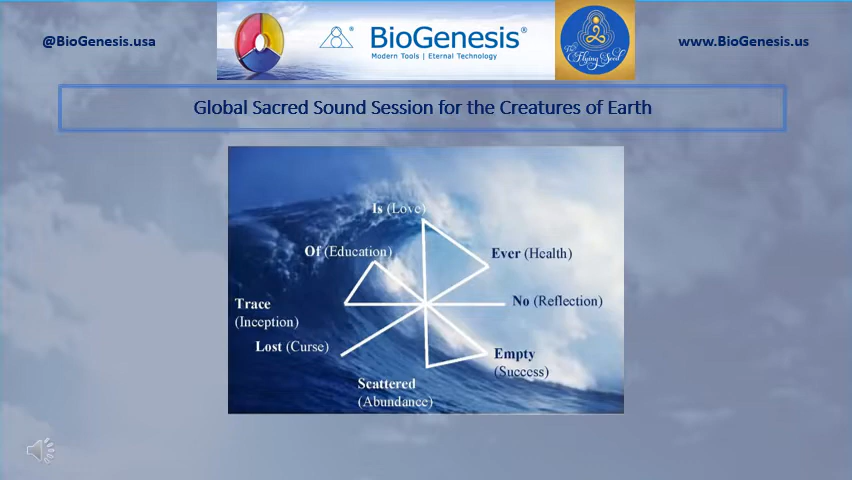 @BioGenesis.usa
BioGenesis®
Modern Tools | Eternal Technology
The Flying Seed
www.BioGenesis.us
Global Sacred Sound Session for the Creatures of Earth
Is (Love)
Of (Education)
Ever (Health)
Trace
(Inception)
No (Reflection)
Lost (Curse)
Empty
(Success)
Scattered
(Abundance)